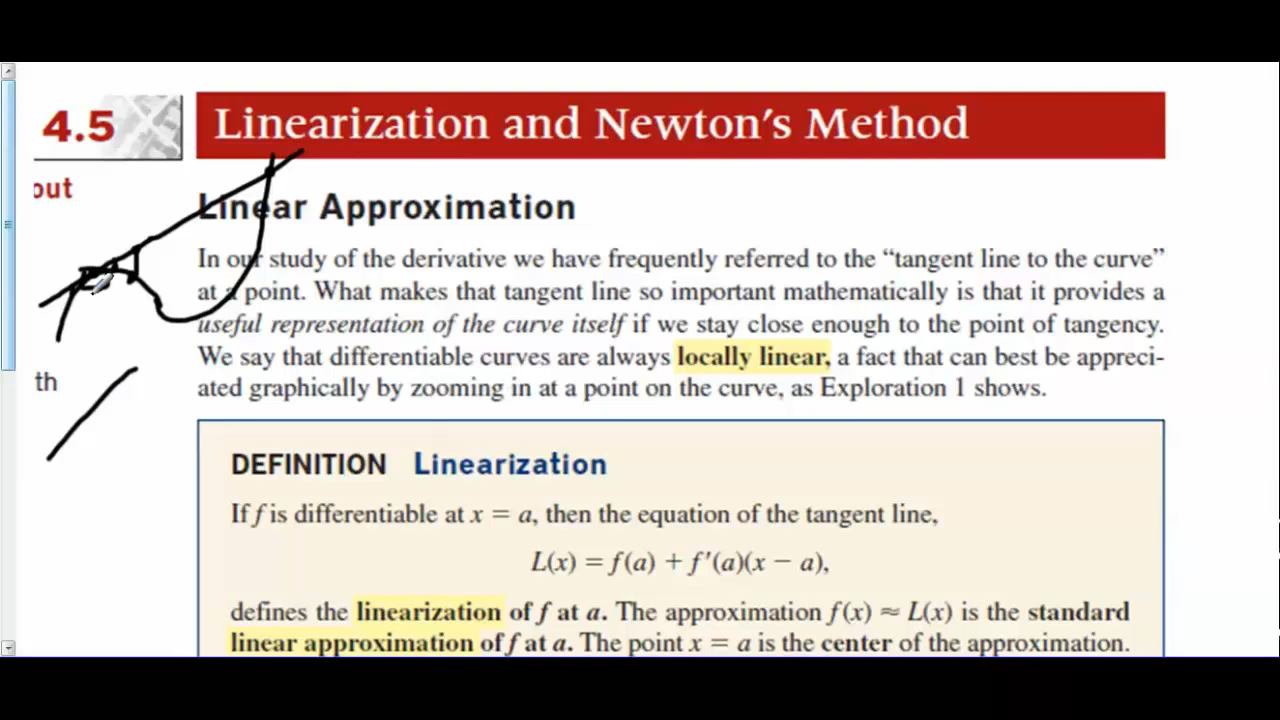 4.5 Linearization and Newton's Method
out
Linear Approximation
In our study of the derivative we have frequently referred to the “tangent line to the curve”
at a point. What makes that tangent line so important mathematically is that it provides a
useful representation of the curve itself if we stay close enough to the point of tangency.
We say that differentiable curves are always locally linear, a fact that can best be appreci-
th
ated graphically by zooming in at a point on the curve, as Exploration 1 shows.
DEFINITION Linearization
If f is differentiable at x = a, then the equation of the tangent line,
L(x) = f(a) + f′(a)(x − a),
defines the linearization of f at a. The approximation f(x) ≈ L(x) is the standard
linear approximation of f at a. The point x = a is the center of the approximation.